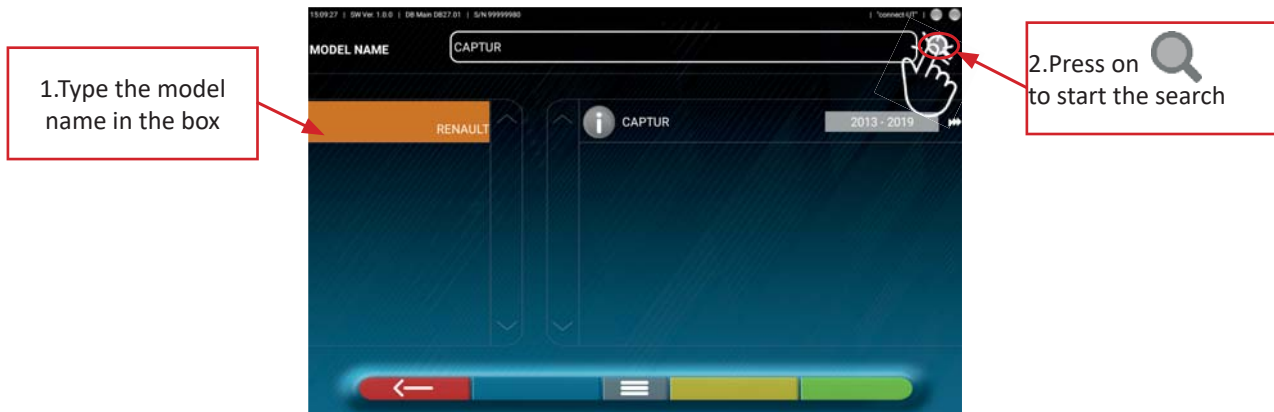 15:09:27 | SW Ver. 1.0.0 | DB Main DB27.01 | S/N 99999980 | "connect-UT" |
MODEL NAME
CAPTUR
1.Type the model
name in the box
2.Press on
to start the search
RENAULT
CAPTUR
2013 - 2019